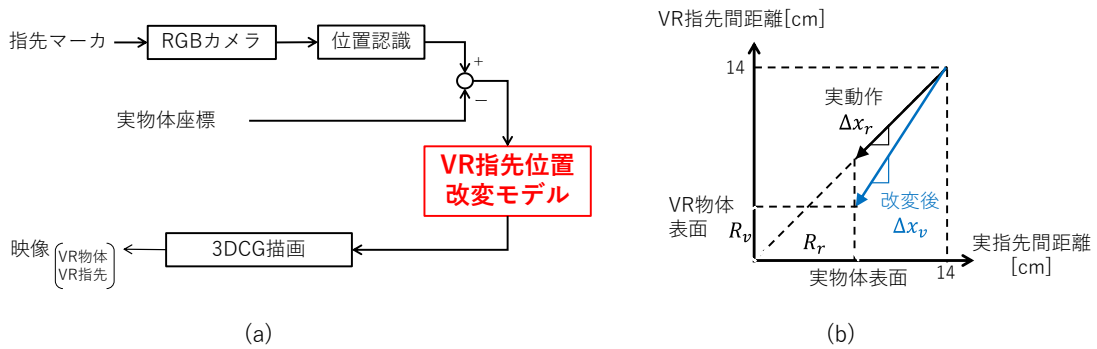 指先マーカ
RGBカメラ
位置認識
+
−
実物体座標
VR指先位置
改変モデル
3DCG描画
映像
VR物体
VR指先
(a)
VR指先間距離[cm]
14
実動作
Δxr
VR物体
表面
改変後
Δxv
Rv
Rr
実指先間距離
[cm]
14
実物体表面
(b)